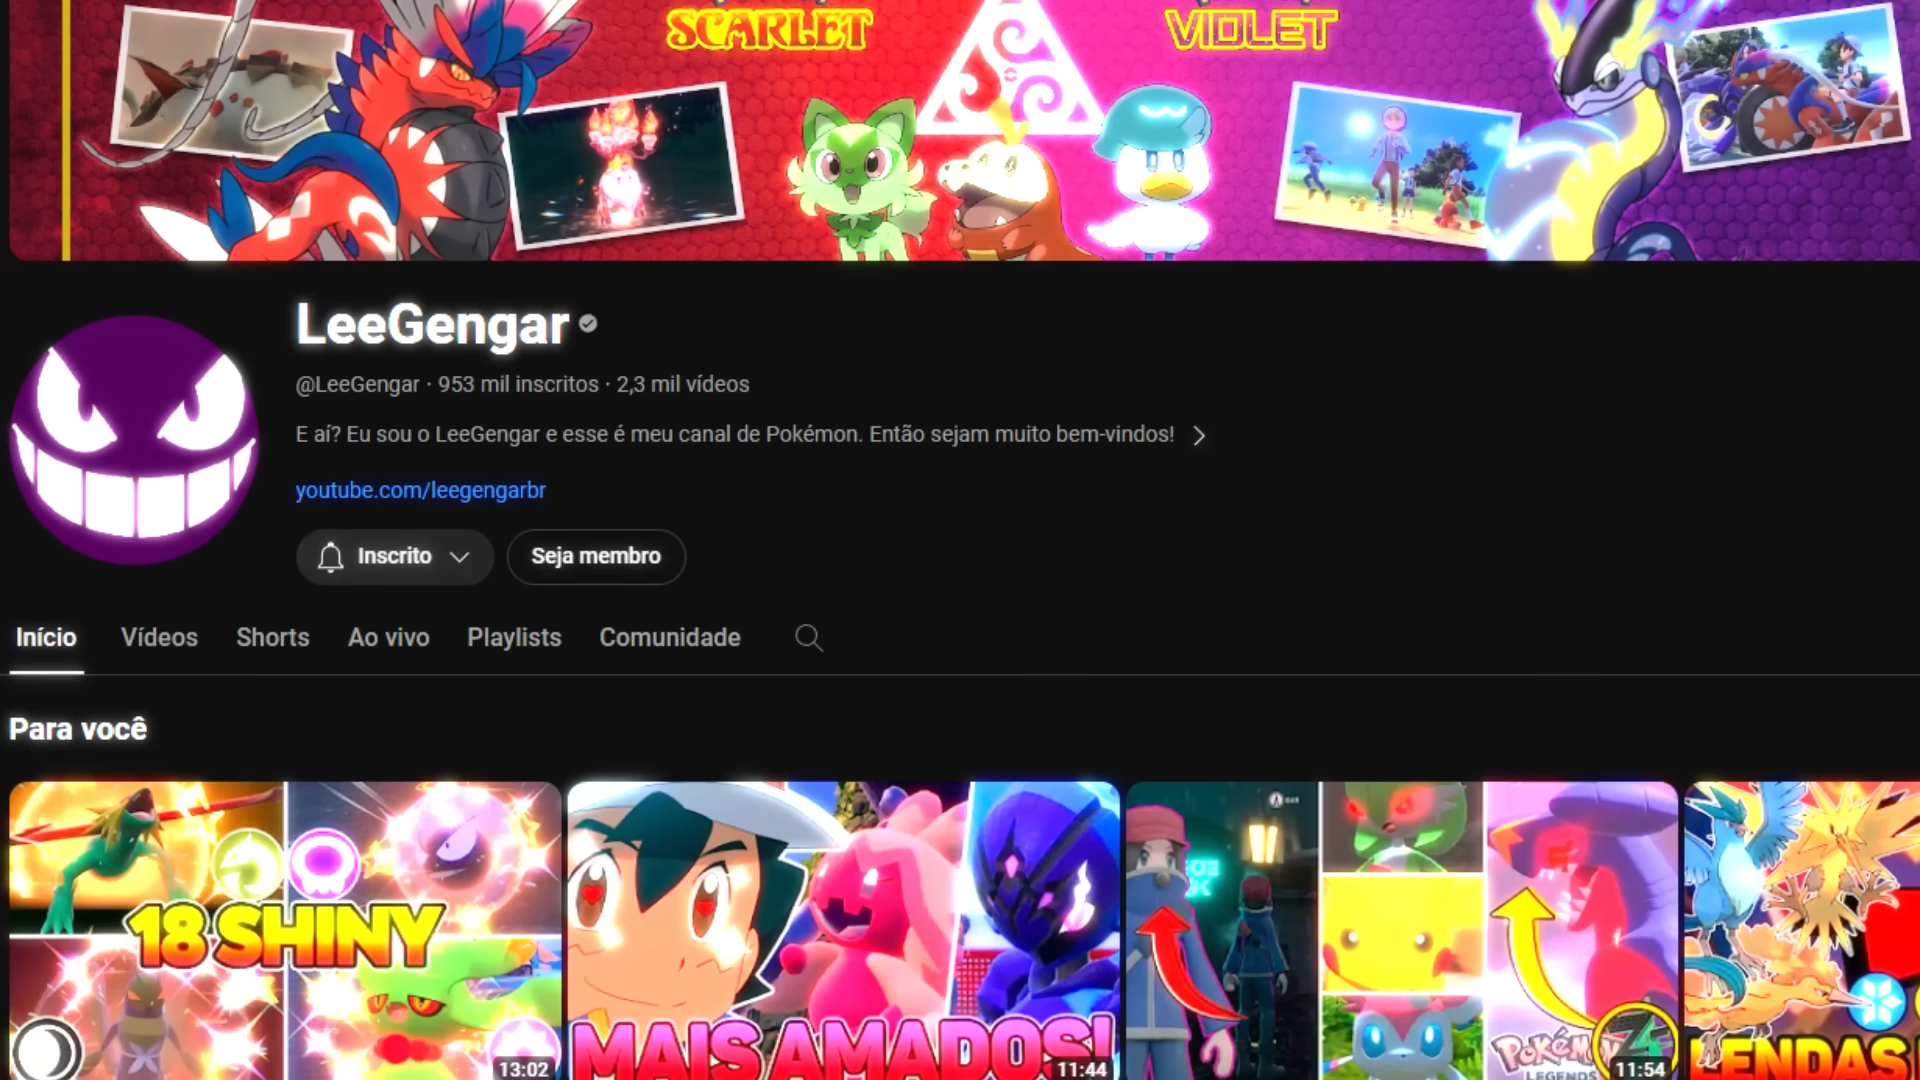 SCARLET
VIOLET
LeeGengar
@LeeGengar · 953 mil inscritos · 2,3 mil vídeos
E aí? Eu sou o LeeGengar e esse é meu canal de Pokémon. Então sejam muito bem-vindos!
youtube.com/leegengarbr
Inscrito
Seja membro
Início
Vídeos
Shorts
Ao vivo
Playlists
Comunidade
Para você
18 SHINY
13:02
MAIS AMADOS!
11:44
LEGENDS
11:54
LENDAS